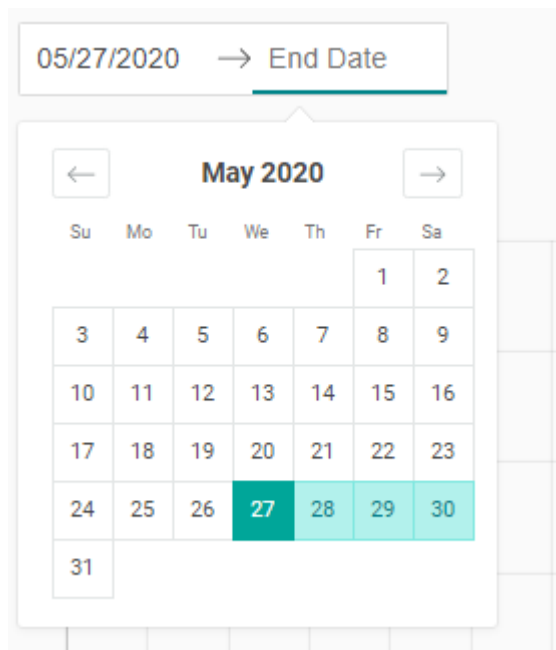 05/27/2020 → End Date
← May 2020 →
Su Mo Tu We Th Fr Sa
1 2
3 4 5 6 7 8 9
10 11 12 13 14 15 16
17 18 19 20 21 22 23
24 25 26 27 28 29 30
31